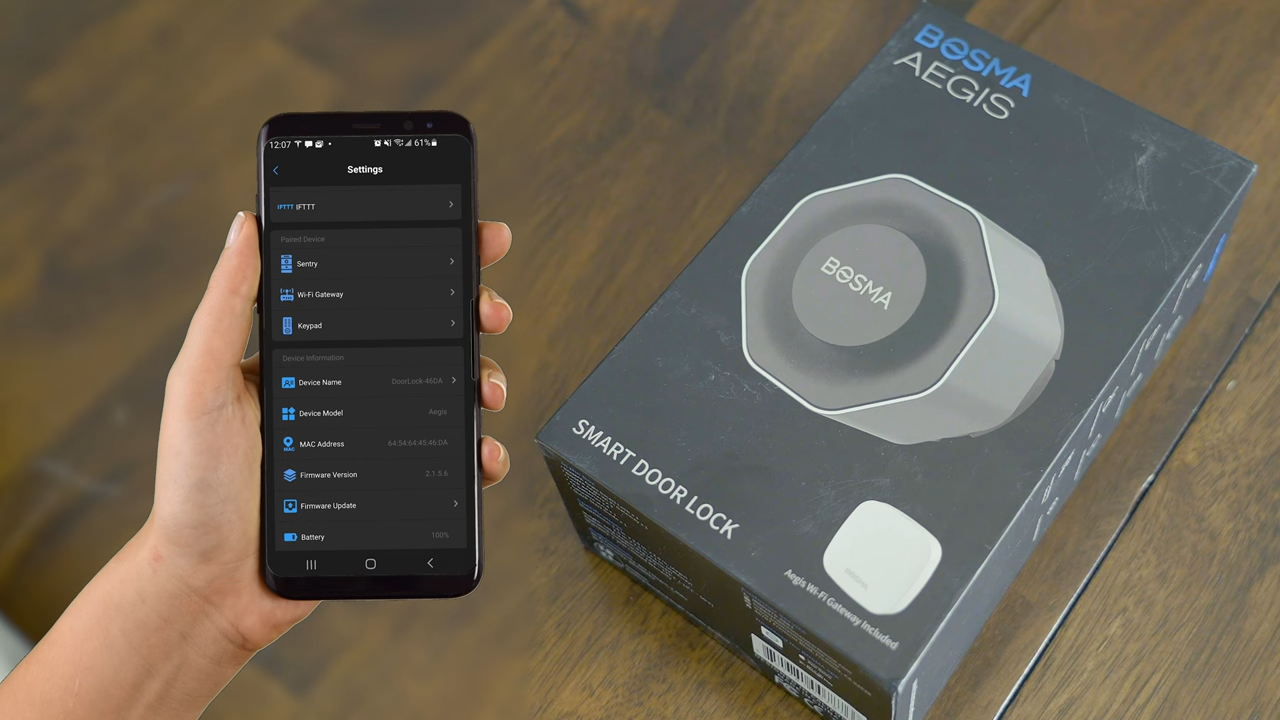 12:07
61%
Settings
IFTTT IFTTT
Paired Device
Sentry
Wi-Fi Gateway
Keypad
Device Information
Device Name DoorLock-46DA
Device Model Aegis
MAC MAC Address 64:54:64:45:46:DA
Firmware Version 2.1.5.6
Firmware Update
Battery 100%
BOSMA
AEGIS
BOSMA
SMART DOOR LOCK
Aegis Wi-Fi Gateway Included